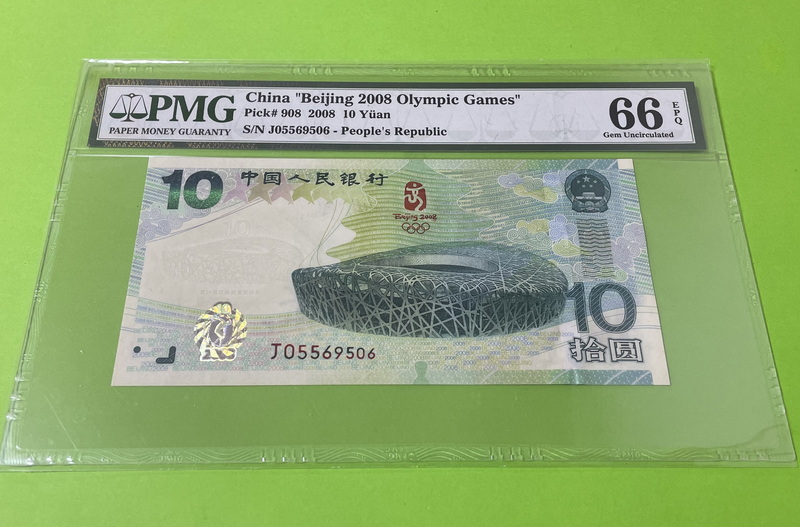 PMG
PAPER MONEY GUARANTY
China "Beijing 2008 Olympic Games"
Pick# 908 2008 10 Yüan
S/N J05569506 - People's Republic
66 EPQ
Gem Uncirculated
10 中国人民银行
Beijing 2008
10
J05569506
拾圆